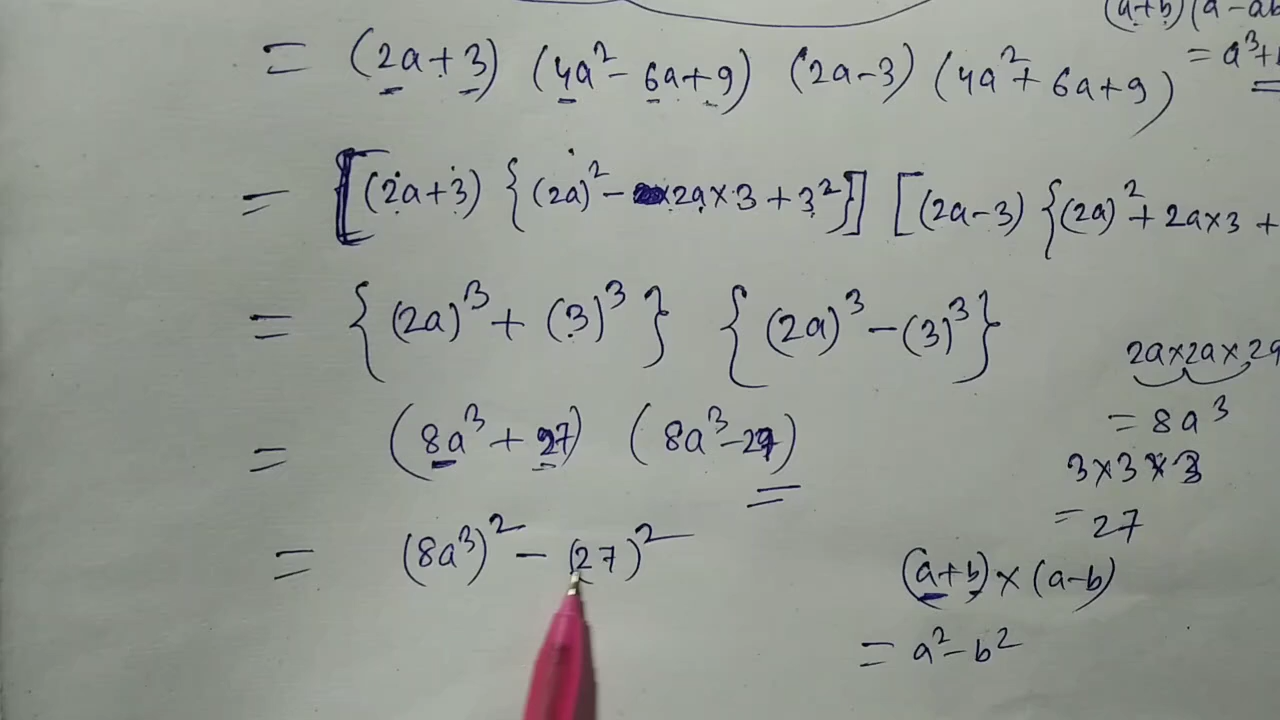 (a+b)(a-ab
= a³+
= (2a+3) (4a²-6a+9) (2a-3) (4a²+6a+9)
= [(2a+3) {(2a)²- 2a×3+3²}] [(2a-3) {(2a)²+2a×3+
= {(2a)³+(3)³} {(2a)³-(3)³}
2a×2a×2a
= 8a³
= (8a³+27) (8a³-27)
3×3×3
= 27
= (8a³)²-(27)²
(a+b)×(a-b)
= a²-b²